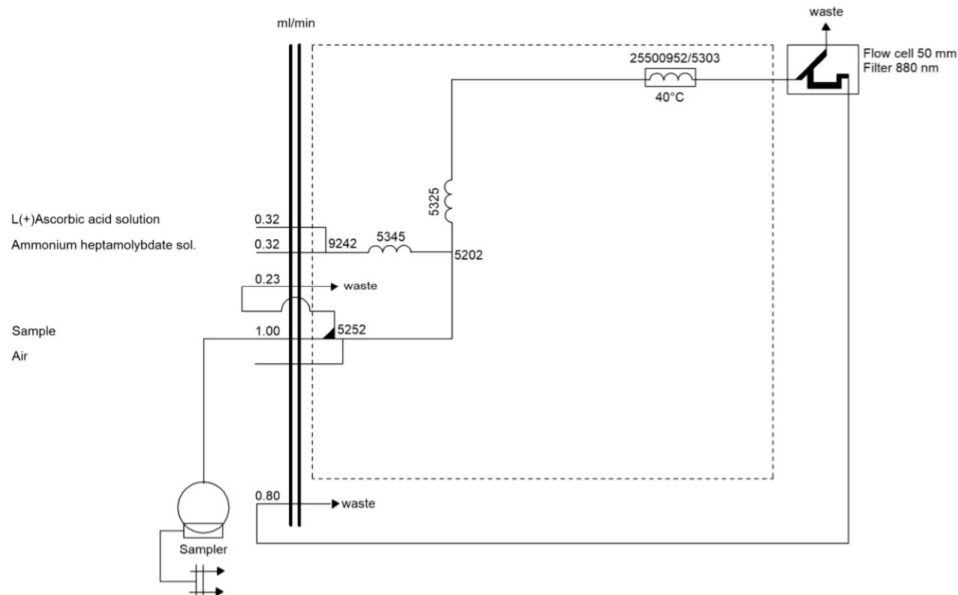 waste
ml/min
Flow cell 50 mm
Filter 880 nm
25500952/5303
40°C
5325
L(+)Ascorbic acid solution
0.32
Ammonium heptamolybdate sol.
0.32
9242
5345
5202
0.23
waste
Sample
1.00
5252
Air
0.80
waste
Sampler